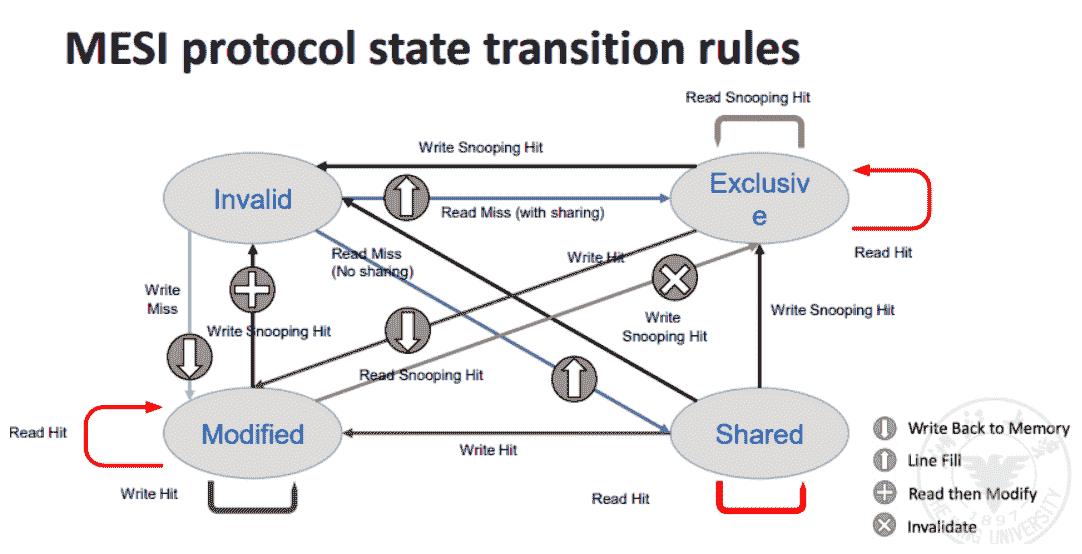 MESI protocol state transition rules
Read Snooping Hit
Write Snooping Hit
Invalid
Exclusiv
e
Read Miss (with sharing)
Read Miss
(No sharing)
Write Hit
Read Hit
Write
Miss
Write Snooping Hit
Write
Snooping Hit
Write Snooping Hit
Read Snooping Hit
Read Hit
Modified
Shared
Write Hit
Write Hit
Read Hit
Write Back to Memory
Line Fill
Read then Modify
Invalidate
1897
UNIVERSITY